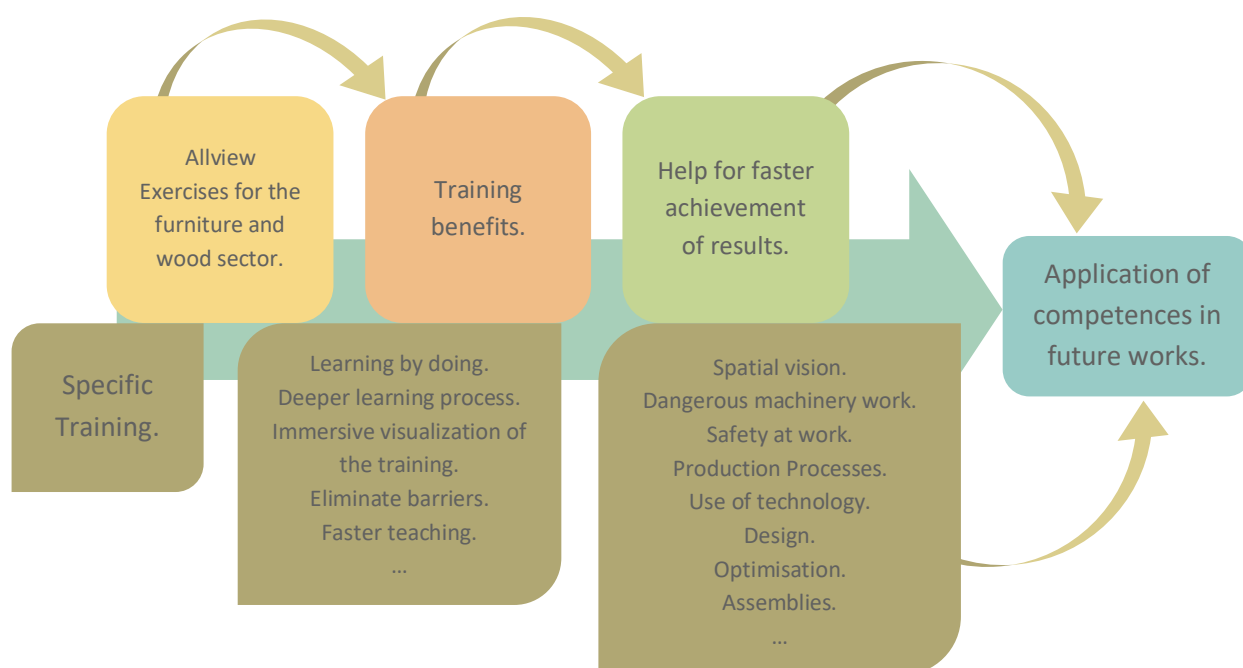 Allview
Exercises for the
furniture and
wood sector.
Training
benefits.
Help for faster
achievement
of results.
Application of
competences in
future works.
Specific
Training.
Learning by doing.
Deeper learning process.
Immersive visualization of
the training.
Eliminate barriers.
Faster teaching.
...
Spatial vision.
Dangerous machinery work.
Safety at work.
Production Processes.
Use of technology.
Design.
Optimisation.
Assemblies.
...